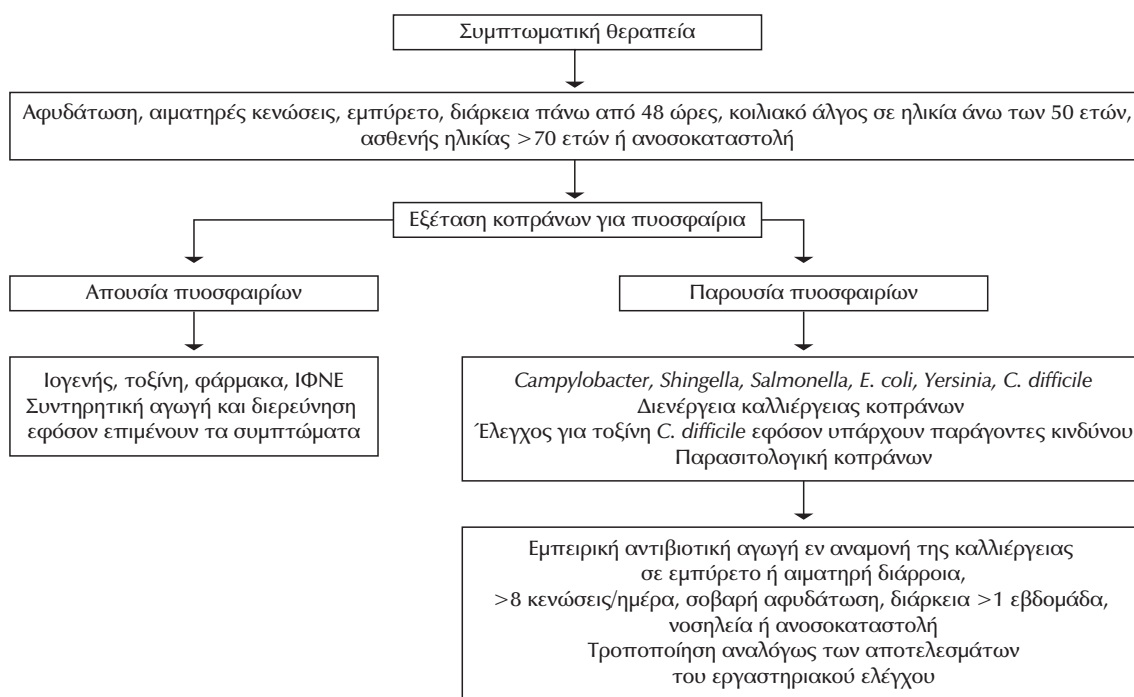 Συμπτωματική θεραπεία
Αφυδάτωση, αιματηρές κενώσεις, εμπύρετο, διάρκεια πάνω από 48 ώρες, κοιλιακό άλγος σε ηλικία άνω των 50 ετών,
ασθενής ηλικίας >70 ετών ή ανοσοκαταστολή
Εξέταση κοπράνων για πυοσφαίρια
Απουσία πυοσφαιρίων
Παρουσία πυοσφαιρίων
Ιογενής, τοξίνη, φάρμακα, ΙΦΝΕ
Συντηρητική αγωγή και διερεύνηση
εφόσον επιμένουν τα συμπτώματα
Campylobacter, Shingella, Salmonella, E. coli, Yersinia, C. difficile
Διενέργεια καλλιέργειας κοπράνων
Έλεγχος για τοξίνη C. difficile εφόσον υπάρχουν παράγοντες κινδύνου
Παρασιτολογική κοπράνων
Εμπειρική αντιβιοτική αγωγή εν αναμονή της καλλιέργειας
σε εμπύρετο ή αιματηρή διάρροια,
>8 κενώσεις/ημέρα, σοβαρή αφυδάτωση, διάρκεια >1 εβδομάδα,
νοσηλεία ή ανοσοκαταστολή
Τροποποίηση αναλόγως των αποτελεσμάτων
του εργαστηριακού ελέγχου